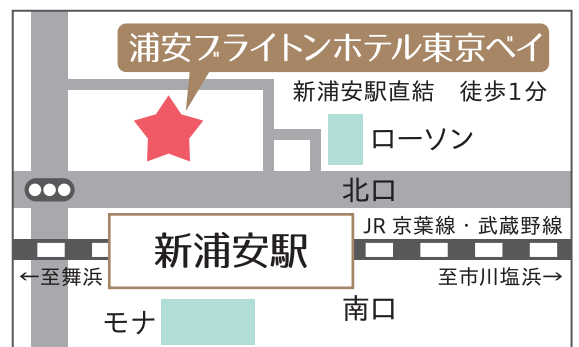 浦安ブライトンホテル東京ベイ
新浦安駅直結　徒歩1分
ローソン
北口
JR 京葉線・武蔵野線
新浦安駅
←至舞浜
至市川塩浜→
モナ
南口